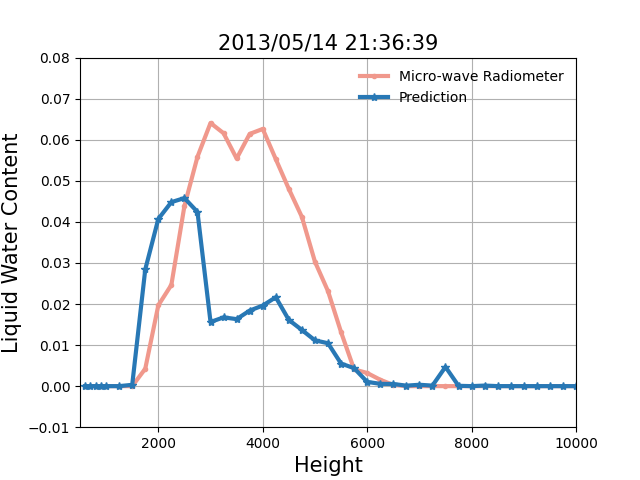 2013/05/14 21:36:39
Micro-wave Radiometer
Prediction
0.08
0.07
0.06
0.05
0.04
0.03
0.02
0.01
0.00
−0.01
Liquid Water Content
2000 4000 6000 8000 10000
Height